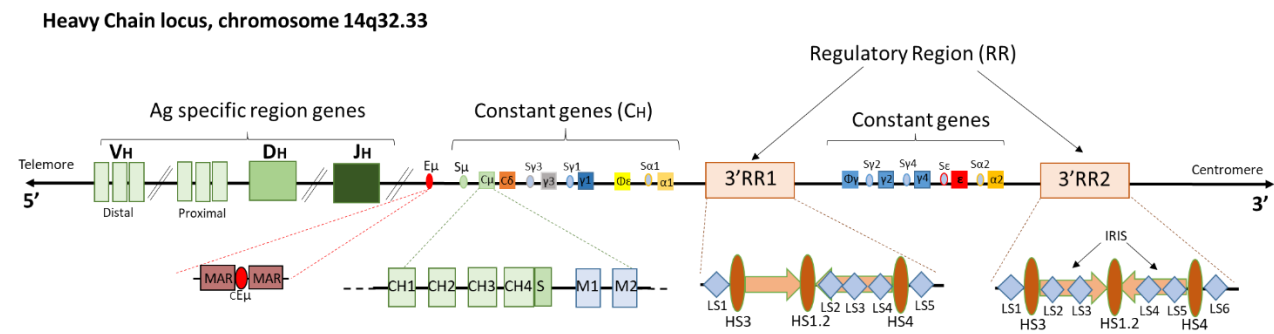 Heavy Chain locus, chromosome 14q32.33
Regulatory Region (RR)
Ag specific region genes
Constant genes (CH)
Constant genes
VH
DH
JH
Eμ
Sμ
Sγ3
Sγ1
Sα1
Sγ2
Sγ4
Sε
Sα2
Telemore
Centromere
Cμ
Cδ
γ3
γ1
Φε
α1
3'RR1
Φγ
γ2
γ4
ε
α2
3'RR2
5'
3'
Distal
Proximal
IRIS
MAR
MAR
CEμ
CH1
CH2
CH3
CH4
S
M1
M2
LS1
HS3
HS1.2
LS2
LS3
LS4
HS4
LS5
LS1
HS3
LS2
LS3
HS1.2
LS4
LS5
HS4
LS6